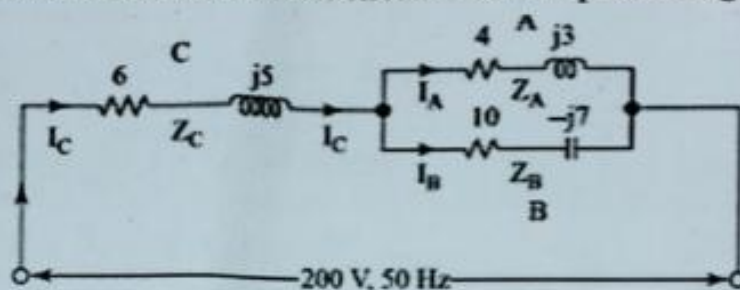 C
A
6
j5
4
j3
I_C
Z_C
I_C
I_A
Z_A
10
–j7
I_B
Z_B
B
200 V, 50 Hz